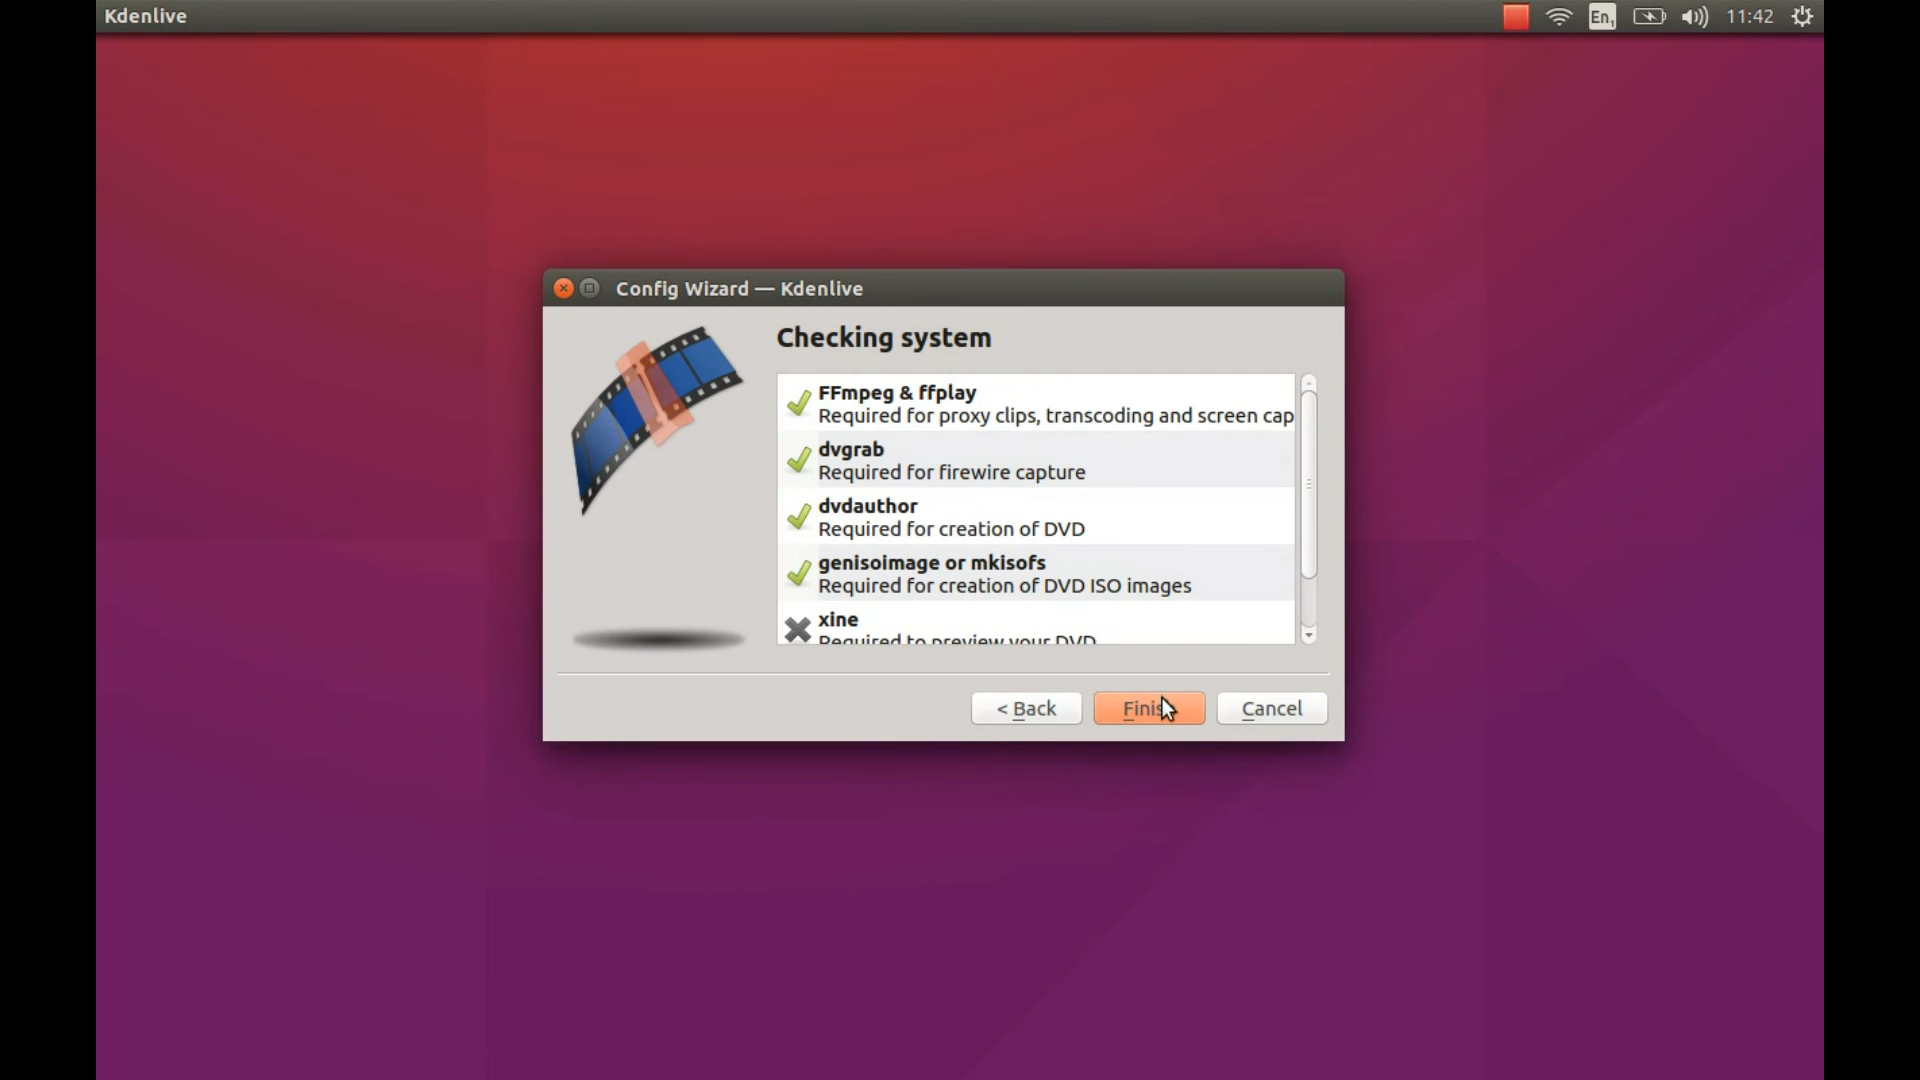 Kdenlive
En1
11:42
Config Wizard — Kdenlive
Checking system
FFmpeg & ffplay
Required for proxy clips, transcoding and screen cap
dvgrab
Required for firewire capture
dvdauthor
Required for creation of DVD
genisoimage or mkisofs
Required for creation of DVD ISO images
xine
Required to preview your DVD
< Back
Finis
Cancel